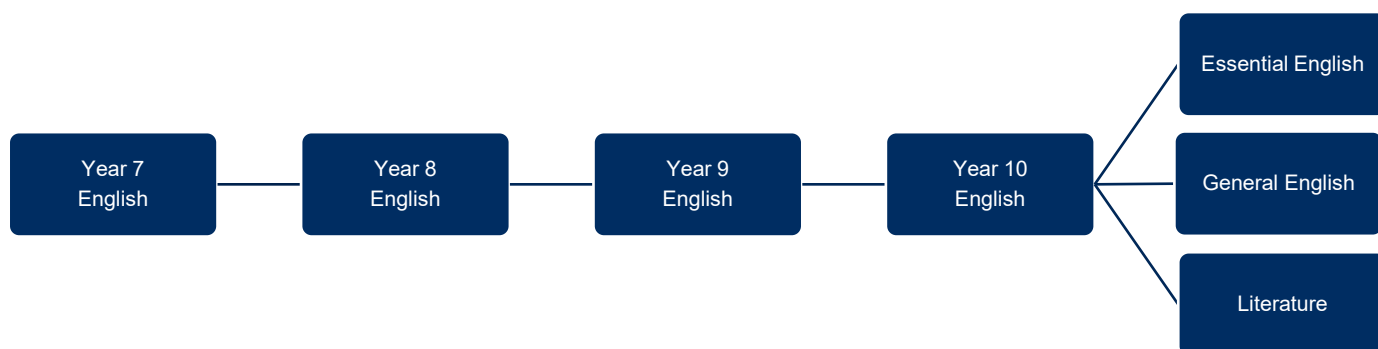 Year 7
English
Year 8
English
Year 9
English
Year 10
English
Essential English
General English
Literature